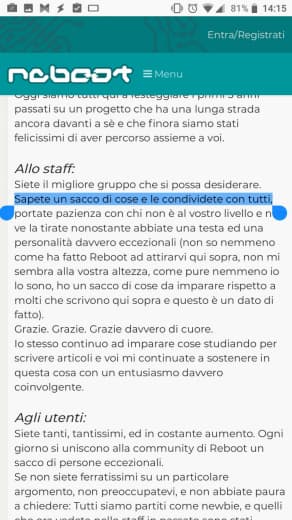 81% 14:15
Entra/Registrati
reboot Menu
Oggi siamo tutti qui a festeggiare i primi 3 anni
passati su un progetto che ha una lunga strada
ancora davanti a sè e che finora siamo stati
felicissimi di aver percorso assieme a voi.
Allo staff:
Siete il migliore gruppo che si possa desiderare.
Sapete un sacco di cose e le condividete con tutti,
portate pazienza con chi non è al vostro livello e n
ve la tirate nonostante abbiate una testa ed una
personalità davvero eccezionali (non so nemmeno
come ha fatto Reboot ad attirarvi qui sopra, non mi
sembra alla vostra altezza, come pure nemmeno io
lo sono, ho un sacco di cose da imparare rispetto a
molti che scrivono qui sopra e questo è un dato di
fatto).
Grazie. Grazie. Grazie davvero di cuore.
Io stesso continuo ad imparare cose studiando per
scrivere articoli e voi mi continuate a sostenere in
questa cosa con un entusiasmo davvero
coinvolgente.
Agli utenti:
Siete tanti, tantissimi, ed in costante aumento. Ogni
giorno si uniscono alla community di Reboot un
sacco di persone eccezionali.
Se non siete ferratissimi su un particolare
argomento, non preoccupatevi, e non abbiate paura
a chiedere: Tutti siamo partiti come newbie, e quelli